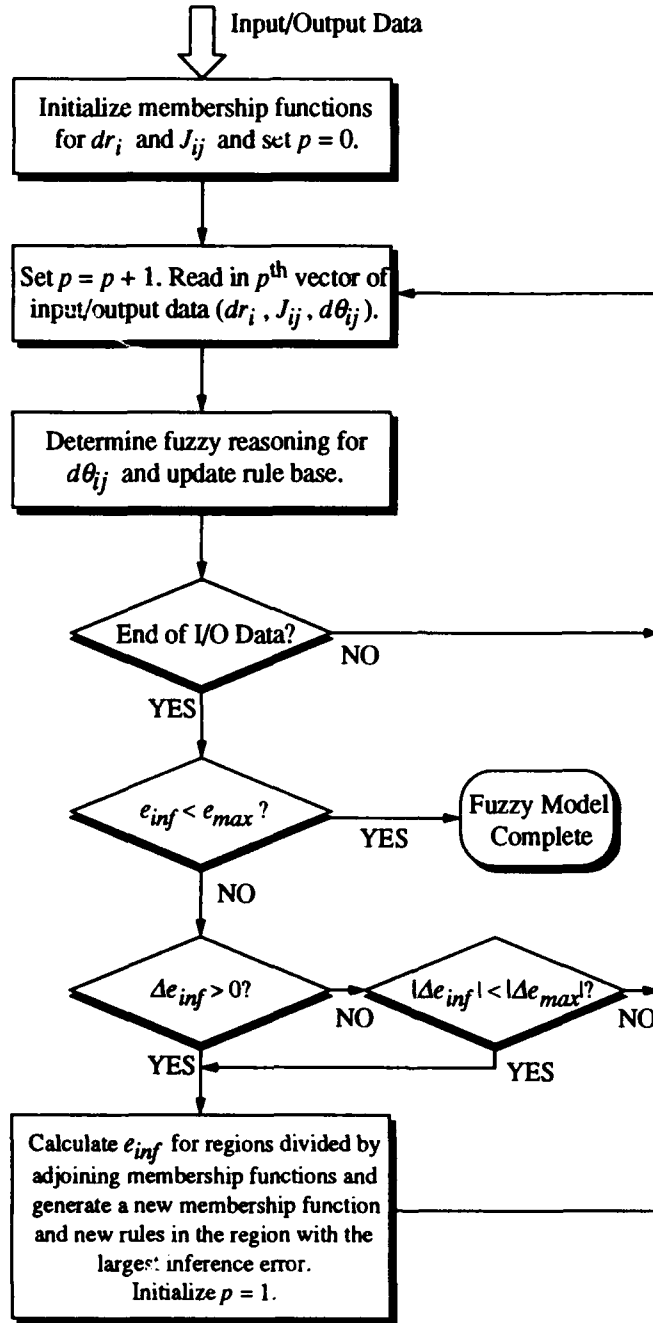 Input/Output Data
Initialize membership functions
for dr_i and J_ij and set p = 0.
Set p = p + 1. Read in p^th vector of
input/output data (dr_i , J_ij , dθ_ij).
Determine fuzzy reasoning for
dθ_ij and update rule base.
End of I/O Data?
NO
YES
e_inf < e_max ?
YES
Fuzzy Model
Complete
NO
Δe_inf > 0?
NO
|Δe_inf| < |Δe_max|?
NO
YES
YES
Calculate e_inf for regions divided by
adjoining membership functions and
generate a new membership function
and new rules in the region with the
largest inference error.
Initialize p = 1.